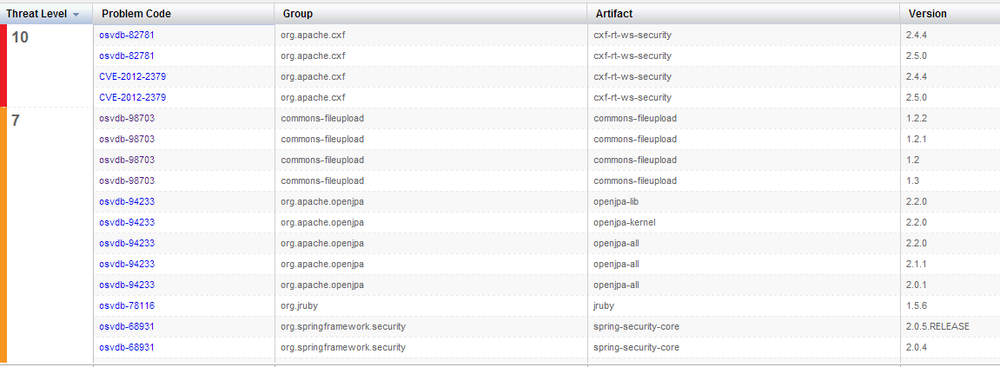 Threat Level Problem Code Group Artifact Version
10 osvdb-82781 org.apache.cxf cxf-rt-ws-security 2.4.4
osvdb-82781 org.apache.cxf cxf-rt-ws-security 2.5.0
CVE-2012-2379 org.apache.cxf cxf-rt-ws-security 2.4.4
CVE-2012-2379 org.apache.cxf cxf-rt-ws-security 2.5.0
7 osvdb-98703 commons-fileupload commons-fileupload 1.2.2
osvdb-98703 commons-fileupload commons-fileupload 1.2.1
osvdb-98703 commons-fileupload commons-fileupload 1.2
osvdb-98703 commons-fileupload commons-fileupload 1.3
osvdb-94233 org.apache.openjpa openjpa-lib 2.2.0
osvdb-94233 org.apache.openjpa openjpa-kernel 2.2.0
osvdb-94233 org.apache.openjpa openjpa-all 2.2.0
osvdb-94233 org.apache.openjpa openjpa-all 2.1.1
osvdb-94233 org.apache.openjpa openjpa-all 2.0.1
osvdb-78116 org.jruby jruby 1.5.6
osvdb-68931 org.springframework.security spring-security-core 2.0.5.RELEASE
osvdb-68931 org.springframework.security spring-security-core 2.0.4